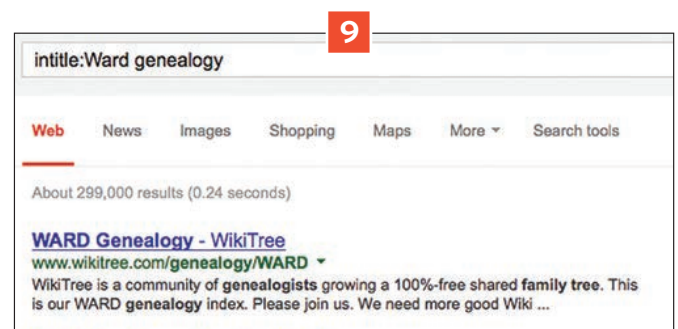 9
intitle:Ward genealogy
Web News Images Shopping Maps More Search tools
About 299,000 results (0.24 seconds)
WARD Genealogy - WikiTree
www.wikitree.com/genealogy/WARD
WikiTree is a community of genealogists growing a 100%-free shared family tree. This
is our WARD genealogy index. Please join us. We need more good Wiki ...